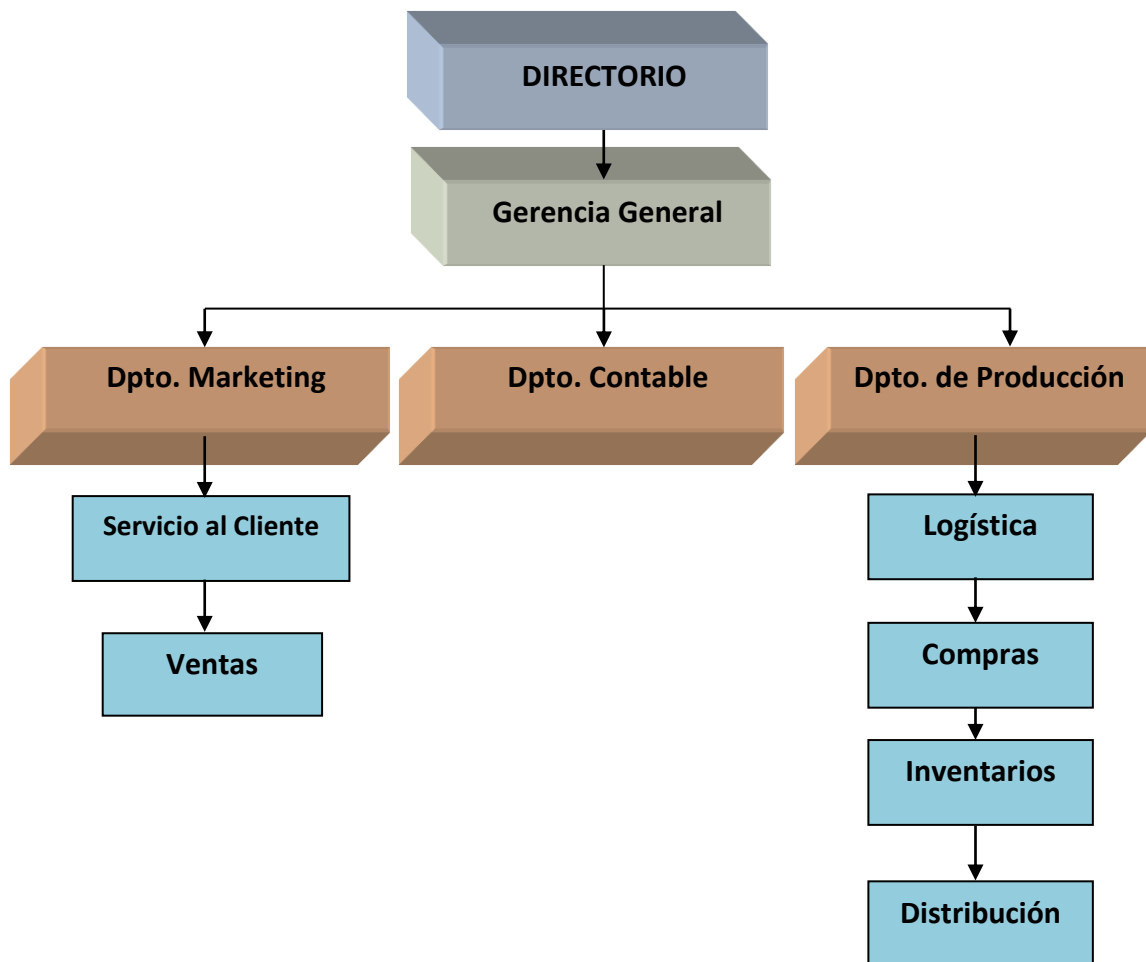 DIRECTORIO
Gerencia General
Dpto. Marketing
Dpto. Contable
Dpto. de Producción
Servicio al Cliente
Logística
Ventas
Compras
Inventarios
Distribución